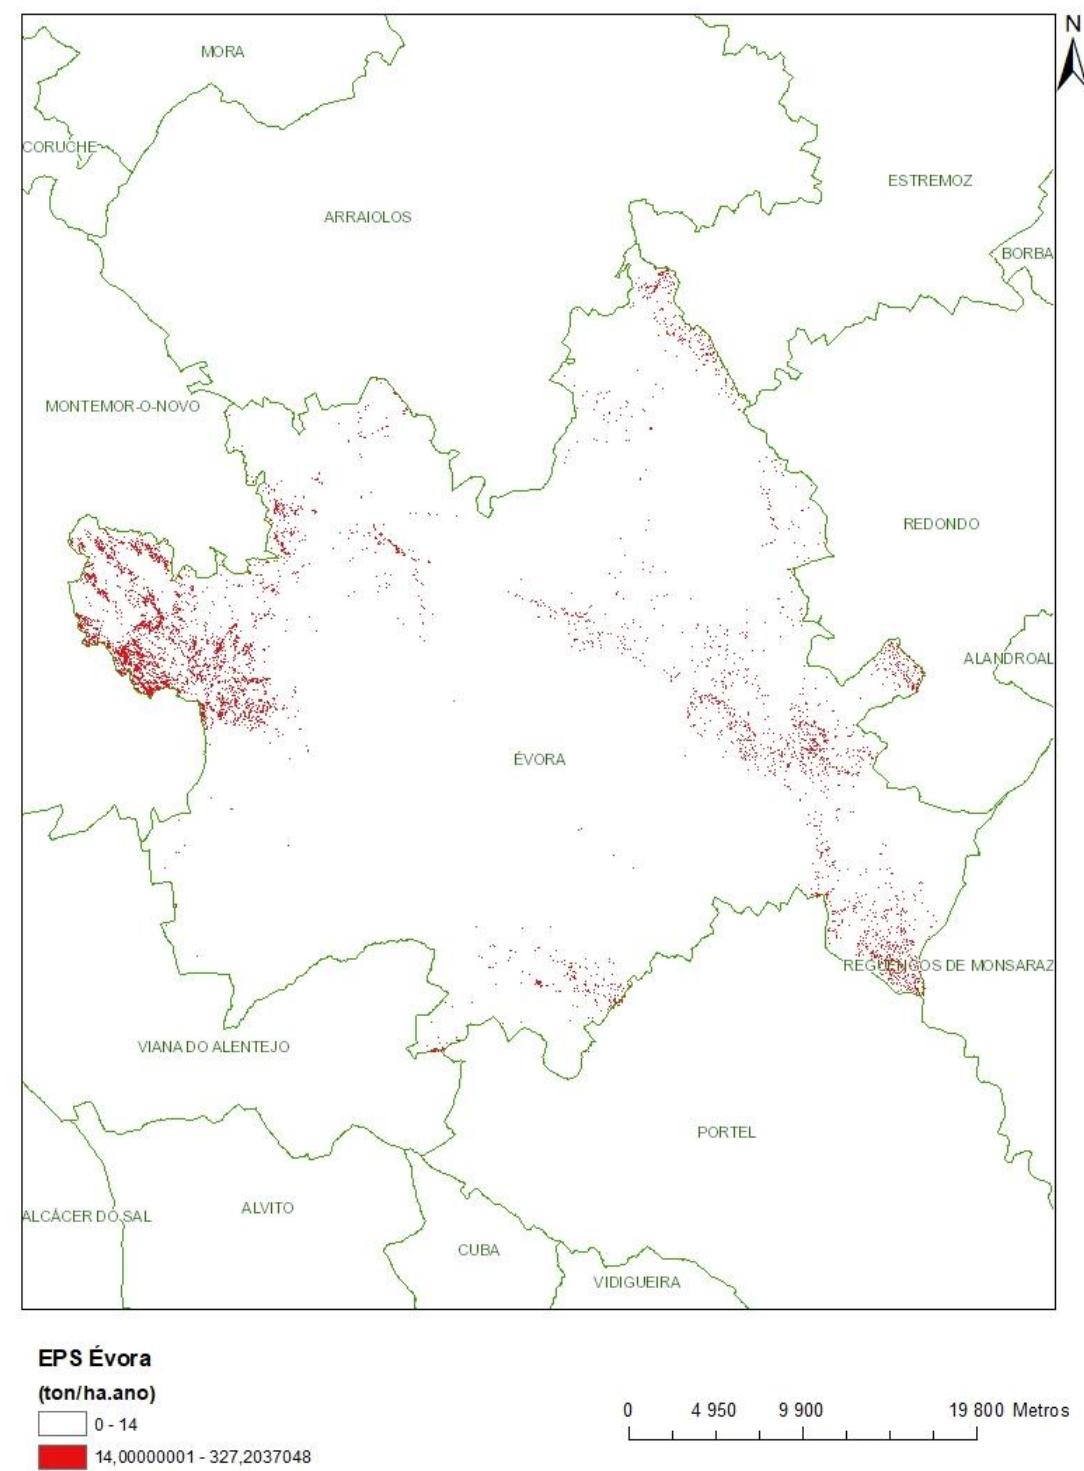 N
MORA
CORUCHE
ESTREMOZ
ARRAIOLOS
BORBA
MONTEMOR-O-NOVO
REDONDO
ALANDROAL
ÉVORA
REGUENGOS DE MONSARAZ
VIANA DO ALENTEJO
PORTEL
ALCÁCER DO SAL
ALVITO
CUBA
VIDIGUEIRA
EPS Évora
(ton/ha.ano)
0 - 14
14,00000001 - 327,2037048
0 4 950 9 900 19 800 Metros